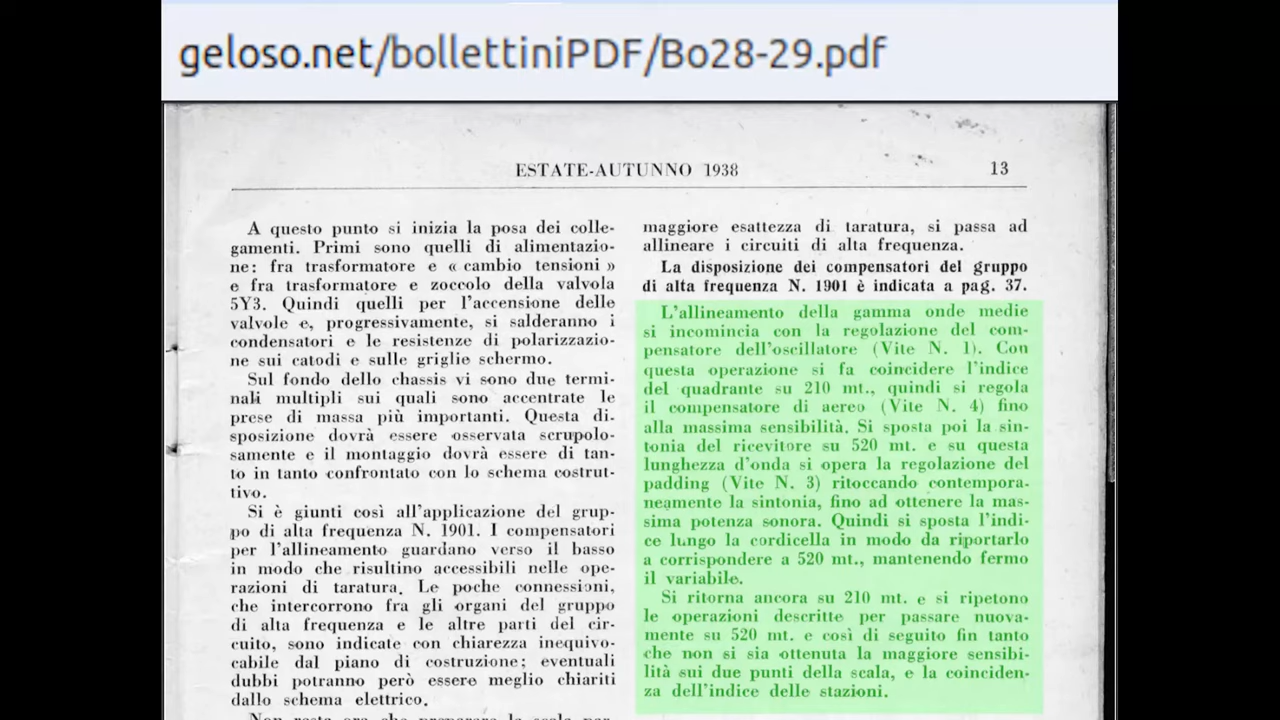 geloso.net/bollettiniPDF/Bo28-29.pdf
ESTATE-AUTUNNO 1938
13
A questo punto si inizia la posa dei colle-
gamenti. Primi sono quelli di alimentazio-
ne: fra trasformatore e « cambio tensioni »
e fra trasformatore e zoccolo della valvola
5Y3. Quindi quelli per l'accensione delle
valvole e, progressivamente, si salderanno i
condensatori e le resistenze di polarizzazio-
ne sui catodi e sulle griglie schermo.
Sul fondo dello chassis vi sono due termi-
nali multipli sui quali sono accentrate le
prese di massa più importanti. Questa di-
sposizione dovrà essere osservata scrupolo-
samente e il montaggio dovrà essere di tan-
to in tanto confrontato con lo schema costrut-
tivo.
Si è giunti così all'applicazione del grup-
po di alta frequenza N. 1901. I compensatori
per l'allineamento guardano verso il basso
in modo che risultino accessibili nelle ope-
razioni di taratura. Le poche connessioni,
che intercorrono fra gli organi del gruppo
di alta frequenza e le altre parti del cir-
cuito, sono indicate con chiarezza inequivo-
cabile dal piano di costruzione; eventuali
dubbi potranno però essere meglio chiariti
dallo schema elettrico.
maggiore esattezza di taratura, si passa ad
allineare i circuiti di alta frequenza.
La disposizione dei compensatori del gruppo
di alta frequenza N. 1901 è indicata a pag. 37.
L'allineamento della gamma onde medie
si incomincia con la regolazione del com-
pensatore dell'oscillatore (Vite N. 1). Con
questa operazione si fa coincidere l'indice
del quadrante su 210 mt., quindi si regola
il compensatore di aereo (Vite N. 4) fino
alla massima sensibilità. Si sposta poi la sin-
tonia del ricevitore su 520 mt. e su questa
lunghezza d'onda si opera la regolazione del
padding (Vite N. 3) ritoccando contempora-
neamente la sintonia, fino ad ottenere la mas-
sima potenza sonora. Quindi si sposta l'indi-
ce lungo la cordicella in modo da riportarlo
a corrispondere a 520 mt., mantenendo fermo
il variabile.
Si ritorna ancora su 210 mt. e si ripetono
le operazioni descritte per passare nuova-
mente su 520 mt. e così di seguito fin tanto
che non si sia ottenuta la maggiore sensibi-
lità sui due punti della scala, e la coinciden-
za dell'indice delle stazioni.